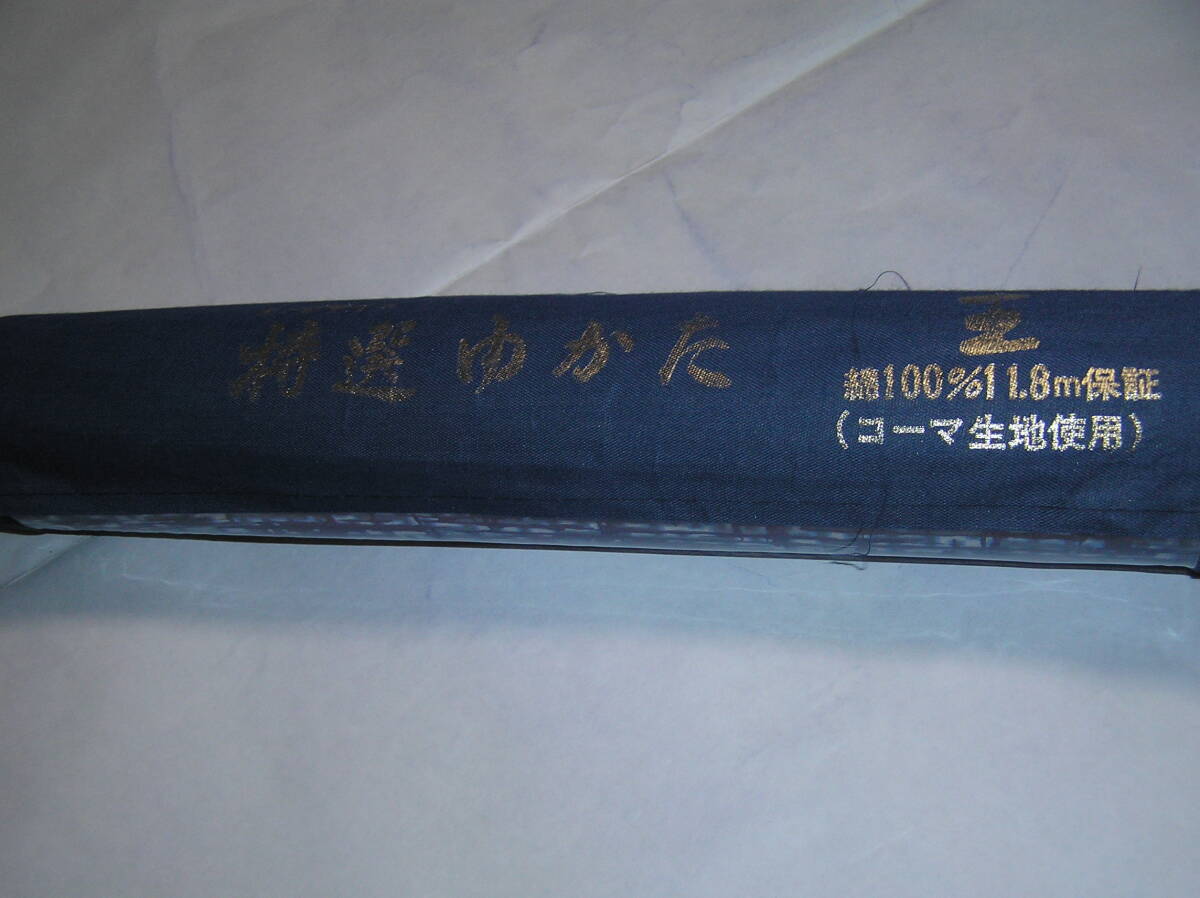 特選ゆかた
綿100%11.8m保証
(コーマ生地使用)